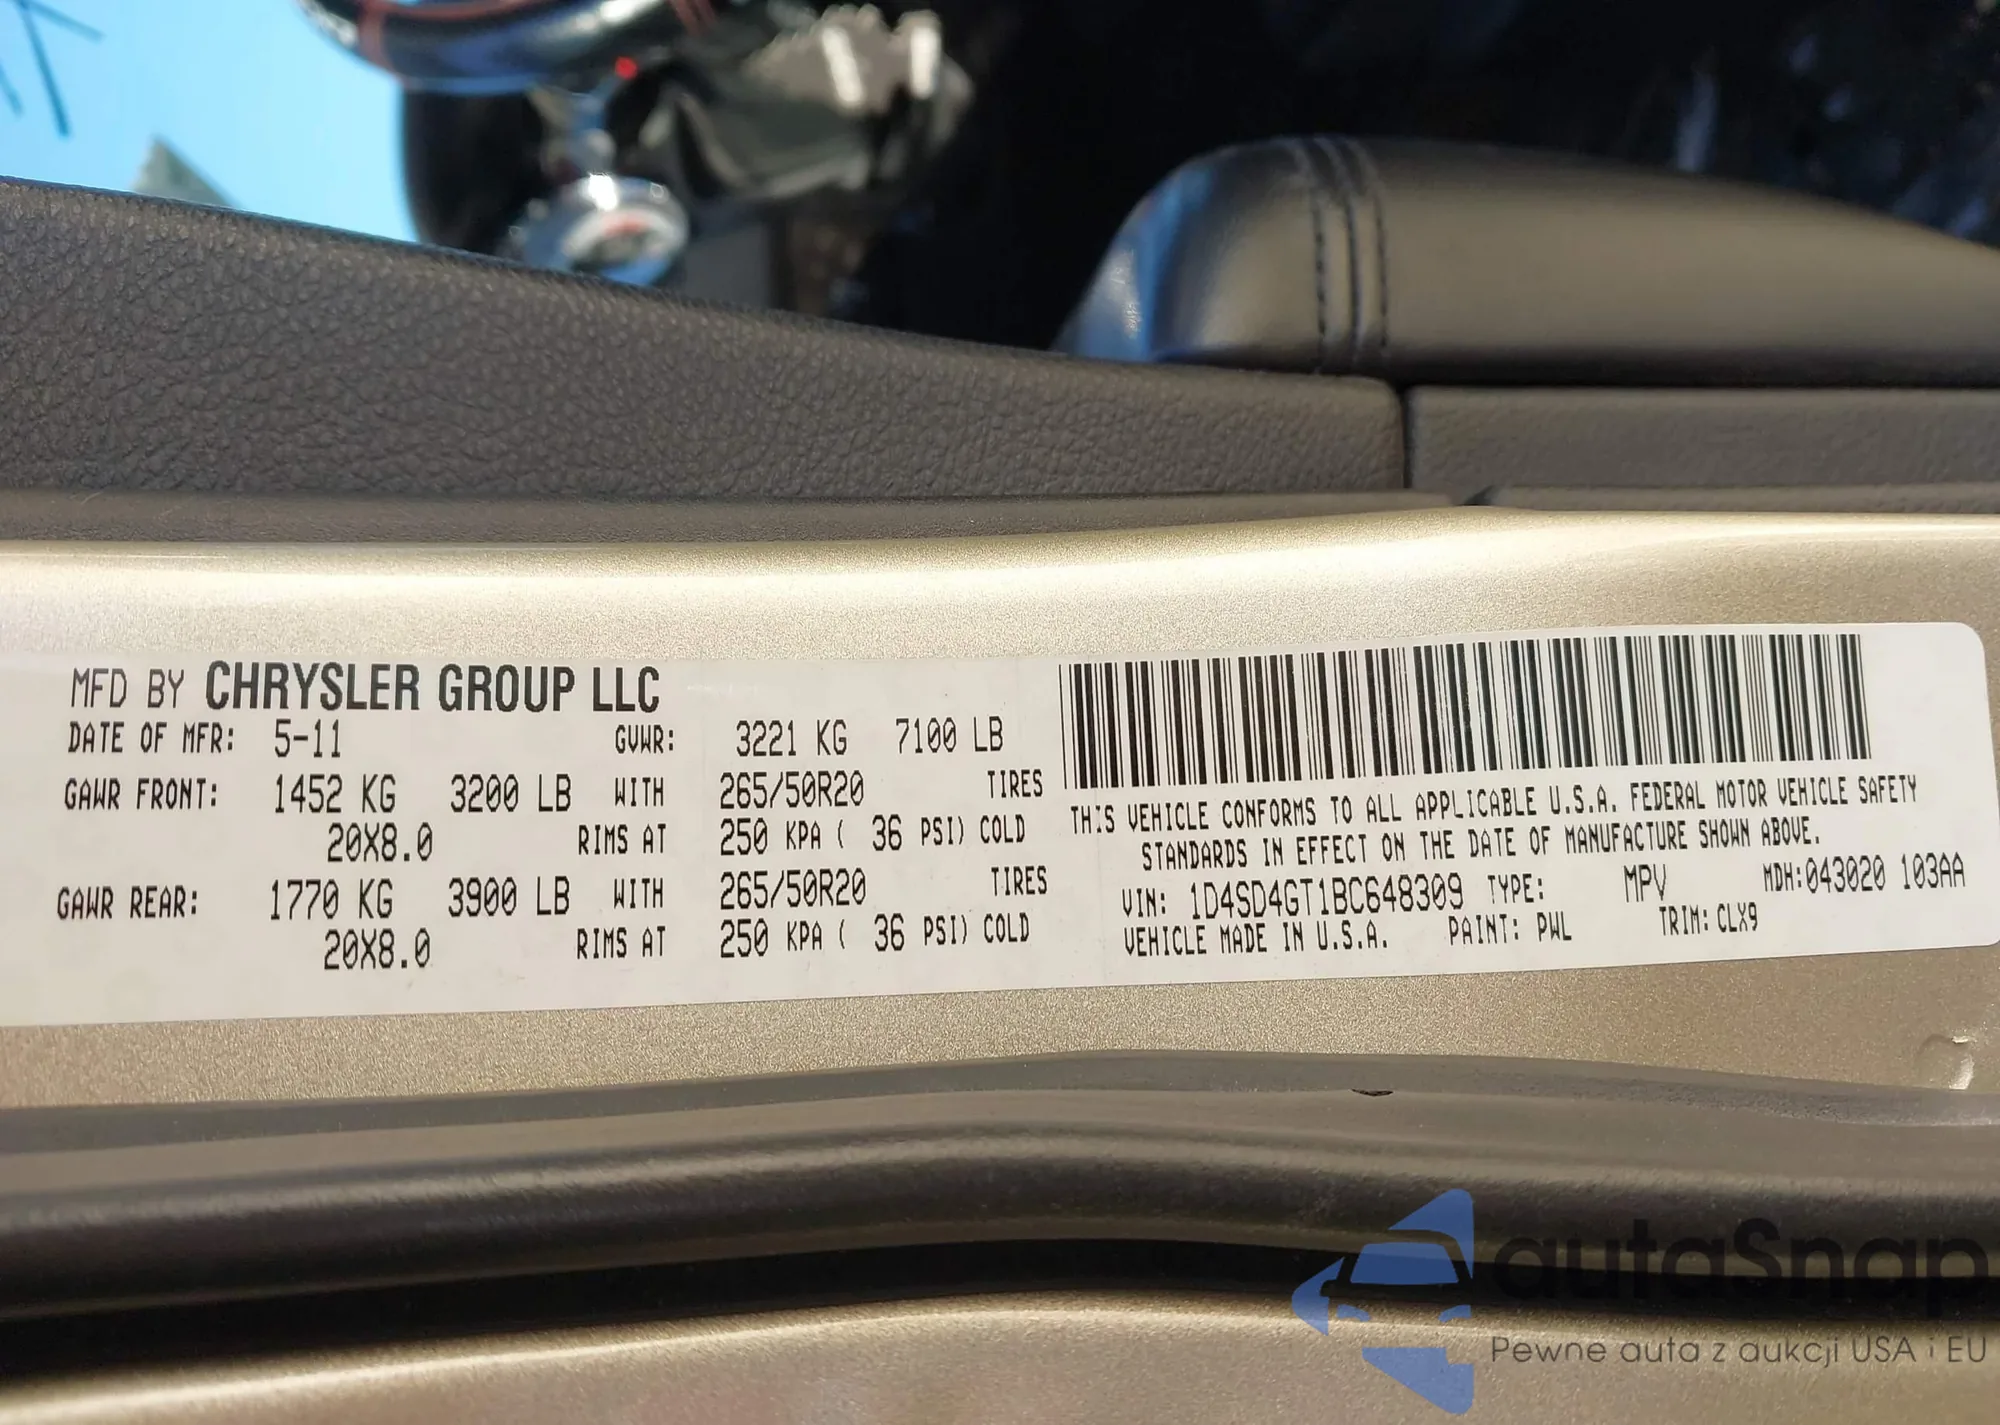 MFD BY CHRYSLER GROUP LLC
DATE OF MFR: 5-11 GVWR: 3221 KG 7100 LB
GAWR FRONT: 1452 KG 3200 LB WITH 265/50R20 TIRES
20X8.0 RIMS AT 250 KPA ( 36 PSI) COLD
GAWR REAR: 1770 KG 3900 LB WITH 265/50R20 TIRES
20X8.0 RIMS AT 250 KPA ( 36 PSI) COLD
THIS VEHICLE CONFORMS TO ALL APPLICABLE U.S.A. FEDERAL MOTOR VEHICLE SAFETY
STANDARDS IN EFFECT ON THE DATE OF MANUFACTURE SHOWN ABOVE.
VIN: 1D4SD4GT1BC648309 TYPE: MPV MDH:043020 103AA
VEHICLE MADE IN U.S.A. PAINT: PWL TRIM: CLX9
autaSnap
Pewne auta z aukcji USA i EU